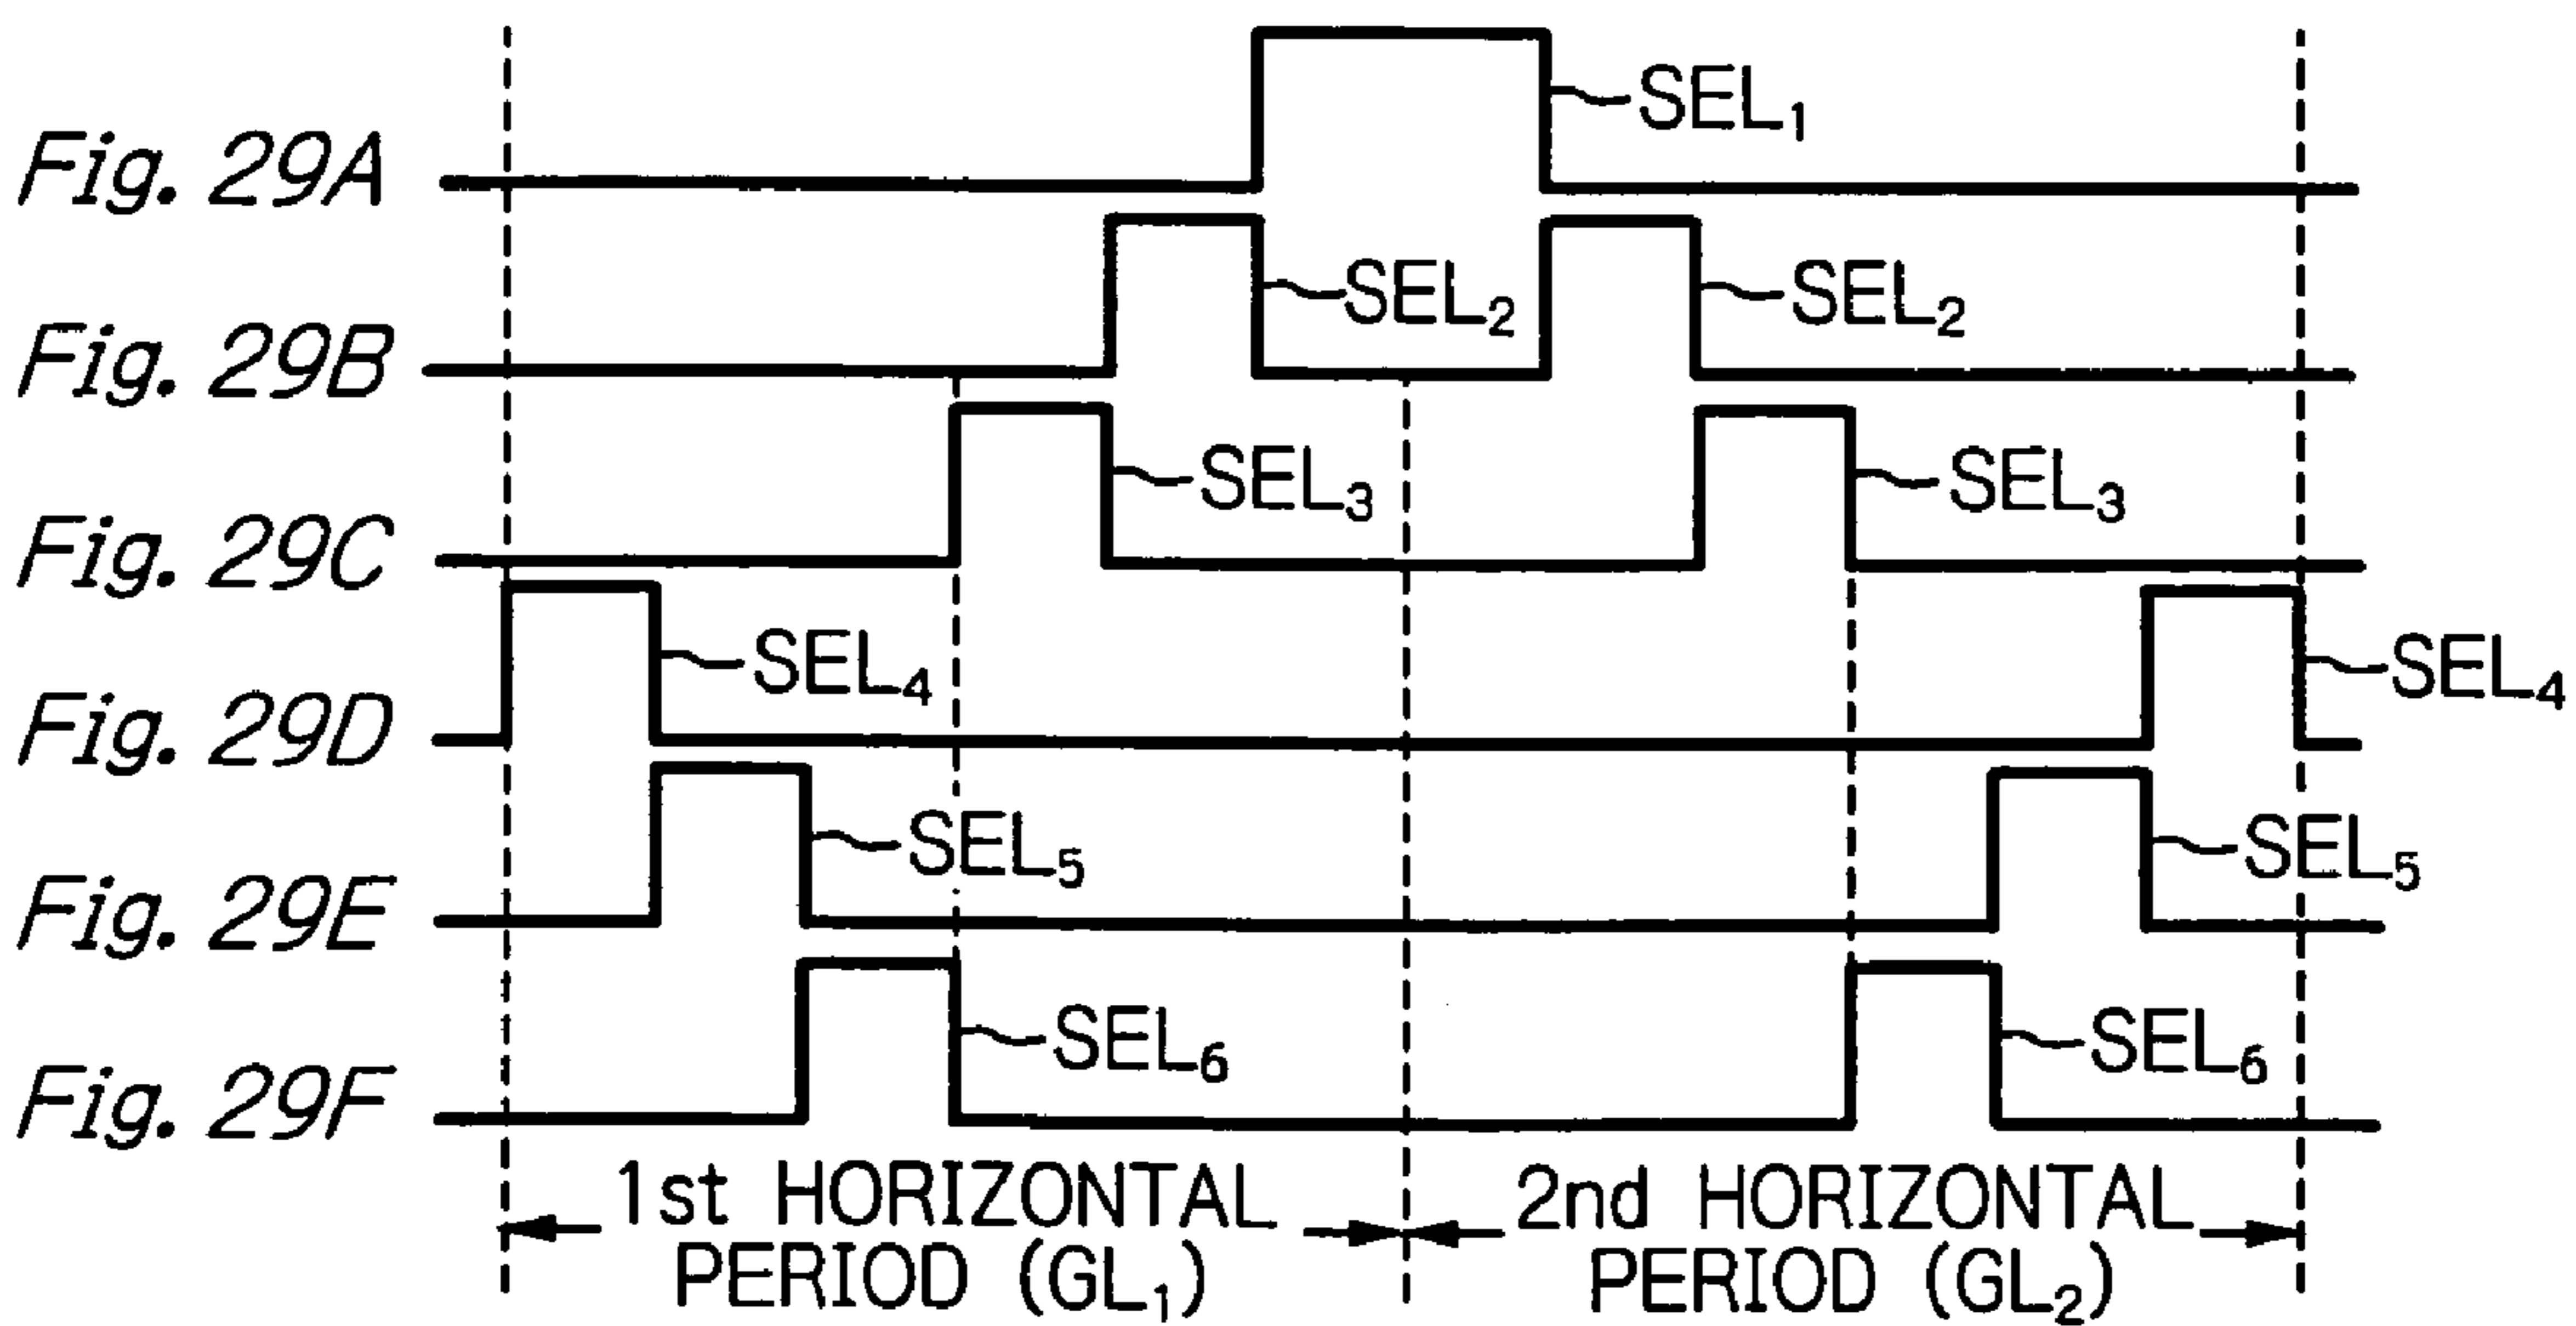 Fig. 29A
SEL₁
Fig. 29B
SEL₂
SEL₂
Fig. 29C
SEL₃
SEL₃
Fig. 29D
SEL₄
SEL₄
Fig. 29E
SEL₅
SEL₅
Fig. 29F
SEL₆
SEL₆
1st HORIZONTAL
PERIOD (GL₁)
2nd HORIZONTAL
PERIOD (GL₂)